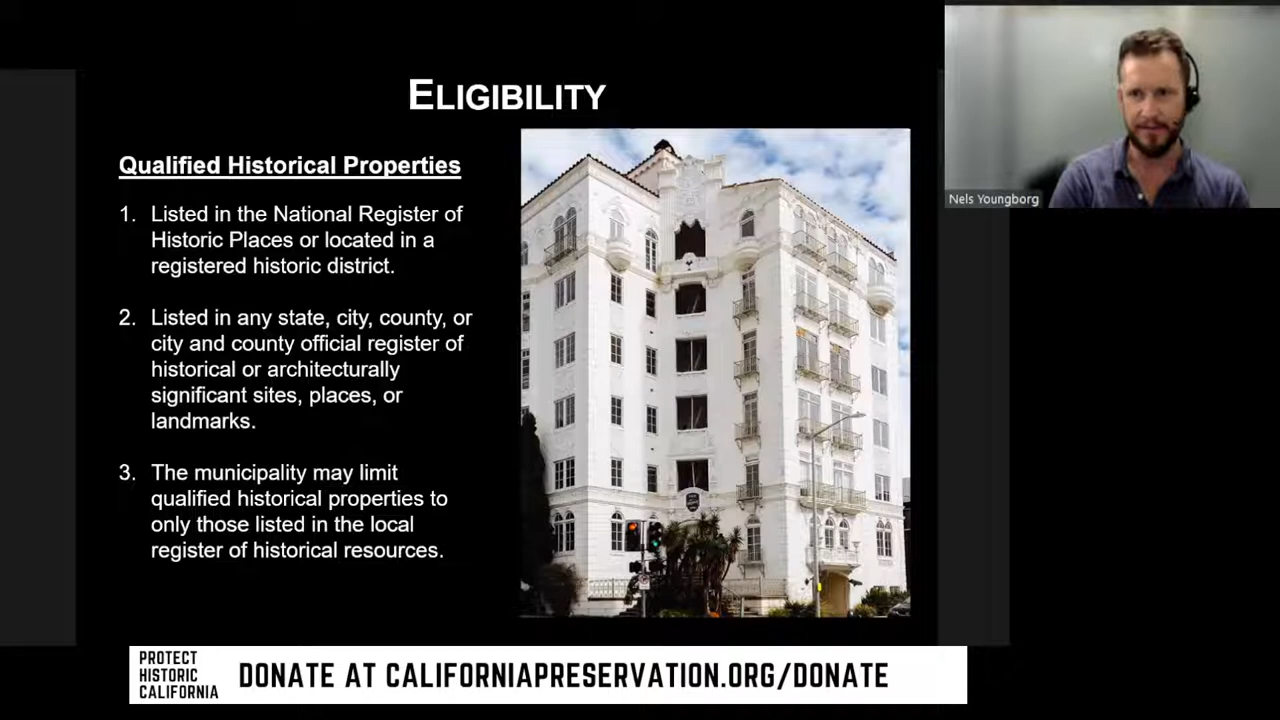 ELIGIBILITY
Qualified Historical Properties
1. Listed in the National Register of
Historic Places or located in a
registered historic district.
2. Listed in any state, city, county, or
city and county official register of
historical or architecturally
significant sites, places, or
landmarks.
3. The municipality may limit
qualified historical properties to
only those listed in the local
register of historical resources.
Nels Youngborg
PROTECT
HISTORIC
CALIFORNIA
DONATE AT CALIFORNIAPRESERVATION.ORG/DONATE